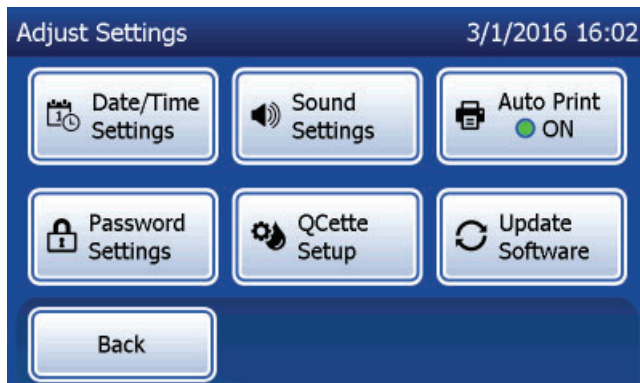 Adjust Settings 3/1/2016 16:02
Date/Time
Settings
Sound
Settings
Auto Print
ON
Password
Settings
QCette
Setup
Update
Software
Back